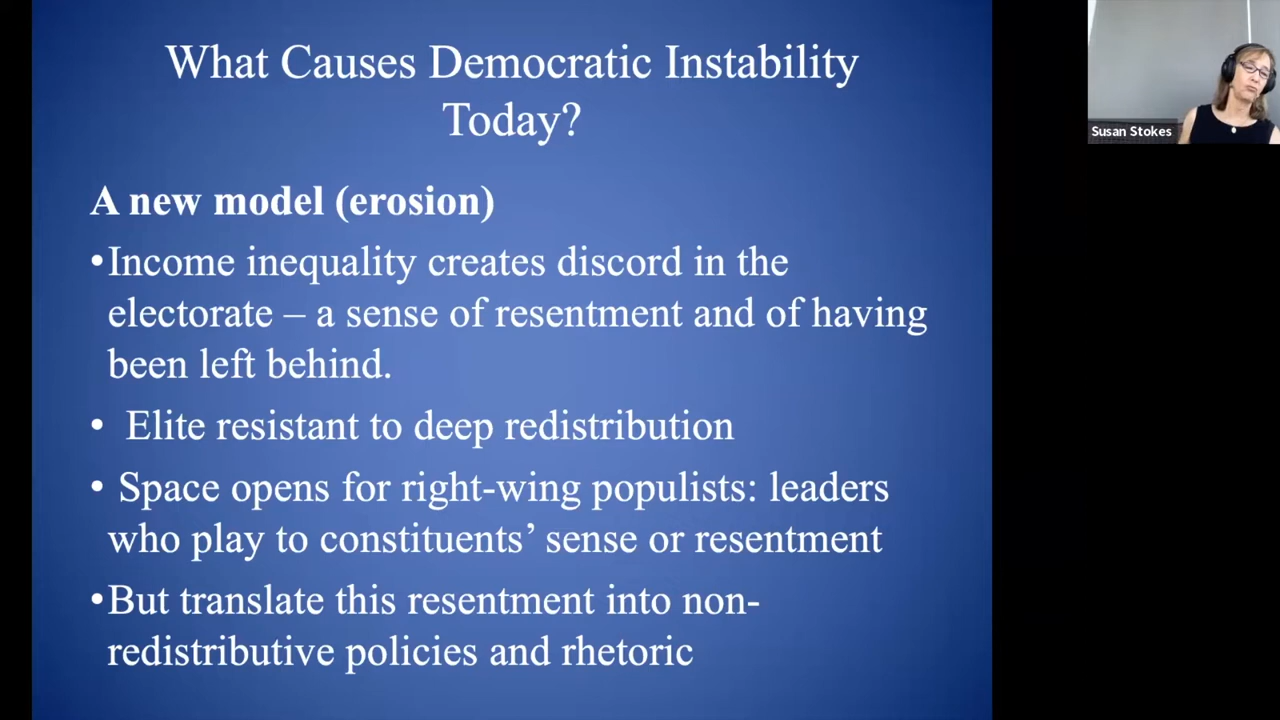 What Causes Democratic Instability
Today?
A new model (erosion)
•Income inequality creates discord in the
electorate – a sense of resentment and of having
been left behind.
• Elite resistant to deep redistribution
• Space opens for right-wing populists: leaders
who play to constituents’ sense or resentment
•But translate this resentment into non-
redistributive policies and rhetoric
Susan Stokes